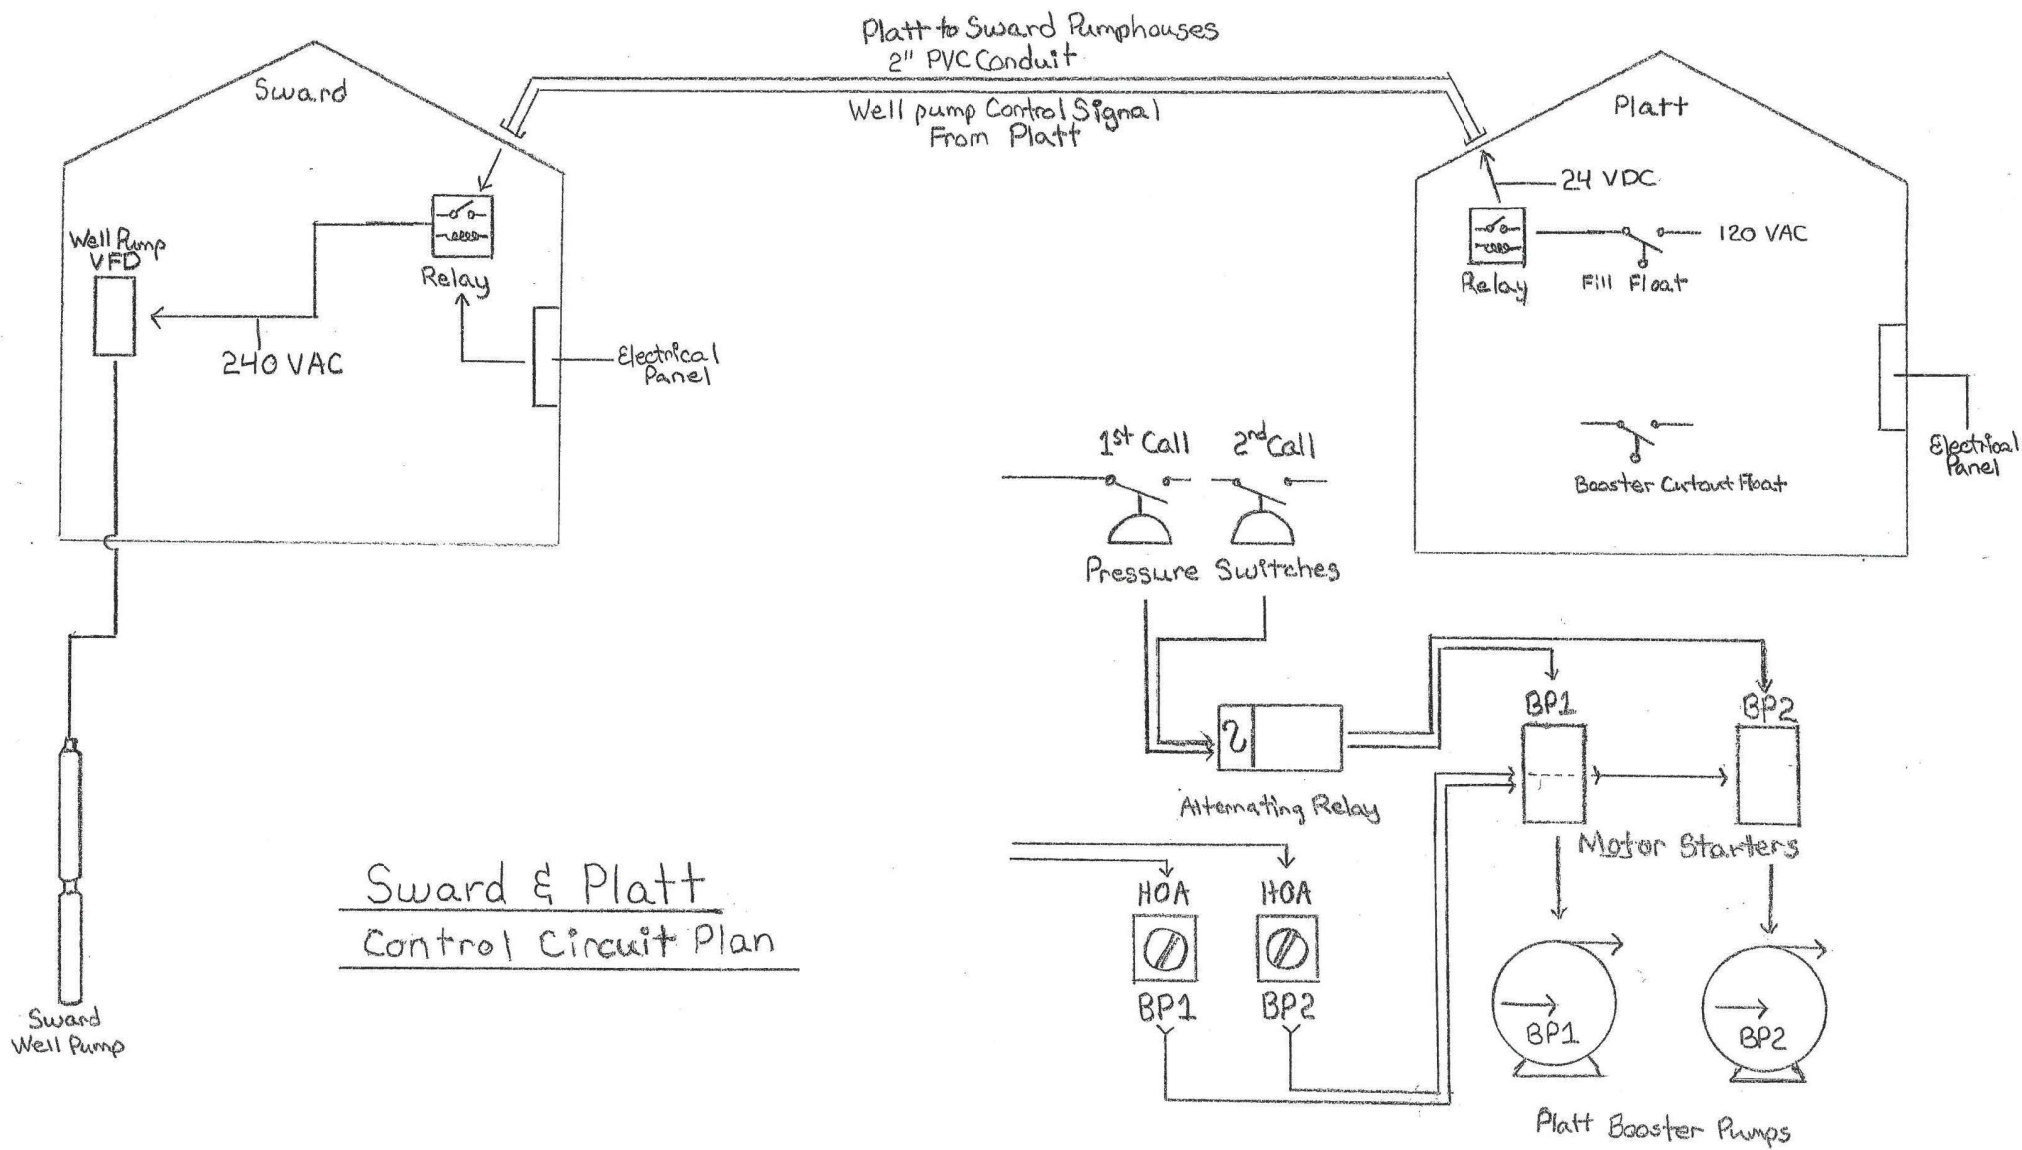 Platt to Sward Pumphouses
2" PVC Conduit
Well pump Control Signal
From Platt
Sward
Well Pump
VFD
Relay
240 VAC
Electrical
Panel
Platt
24 VDC
120 VAC
Relay
Fill Float
Booster Cutout Float
Electrical
Panel
1st Call
2nd Call
Pressure Switches
Alternating Relay
BP1
BP2
Motor Starters
HOA
HOA
BP1
BP2
BP1
BP2
Platt Booster Pumps
Sward & Platt
Control Circuit Plan
Sward
Well Pump